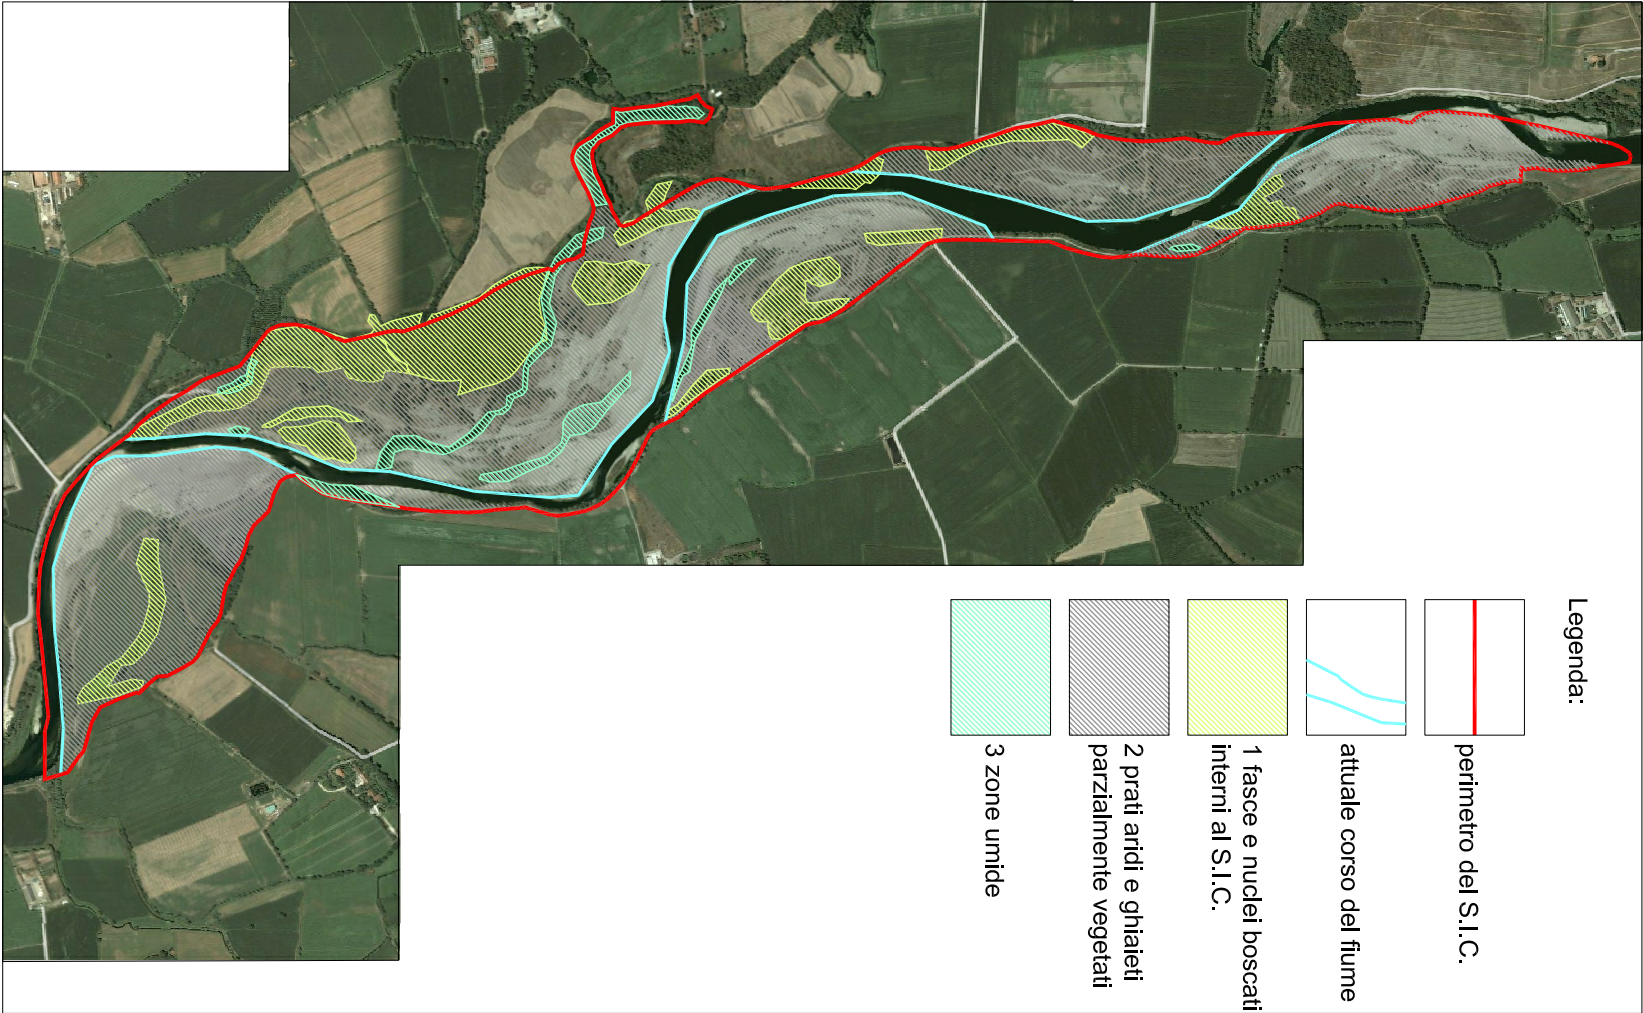 Legenda:
perimetro del S.I.C.
attuale corso del fiume
1 fasce e nuclei boscati
interni al S.I.C.
2 prati aridi e ghiaieti
parzialmente vegetati
3 zone umide